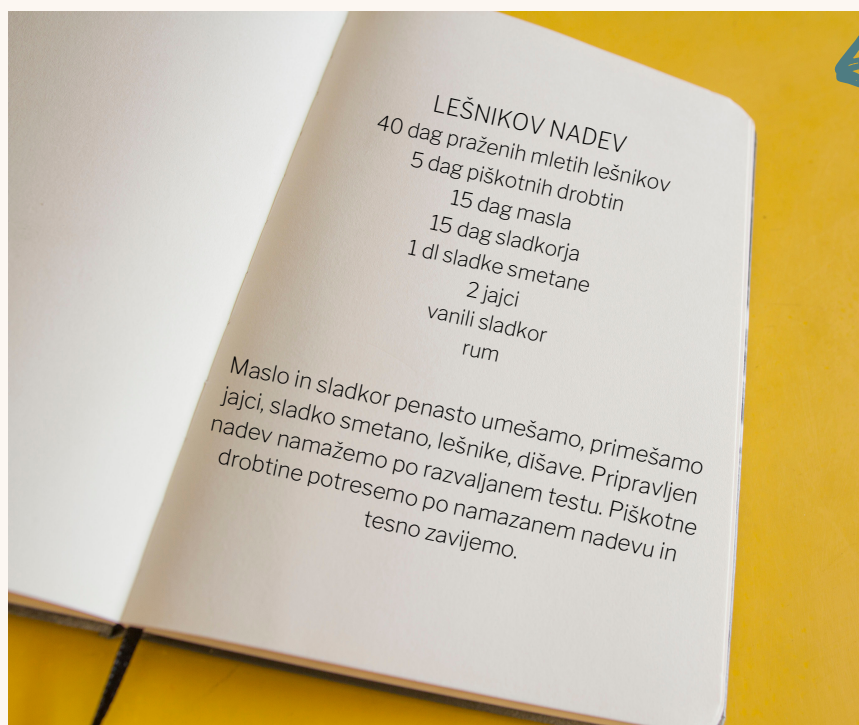 LEŠNIKOV NADEV
40 dag praženih mletih lešnikov
5 dag piškotnih drobtin
15 dag masla
15 dag sladkorja
1 dl sladke smetane
2 jajci
vanili sladkor
rum
Maslo in sladkor penasto umešamo, primešamo
jajci, sladko smetano, lešnike, dišave. Pripravljen
nadev namažemo po razvaljanem testu. Piškotne
drobtine potresemo po namazanem nadevu in
tesno zavijemo.